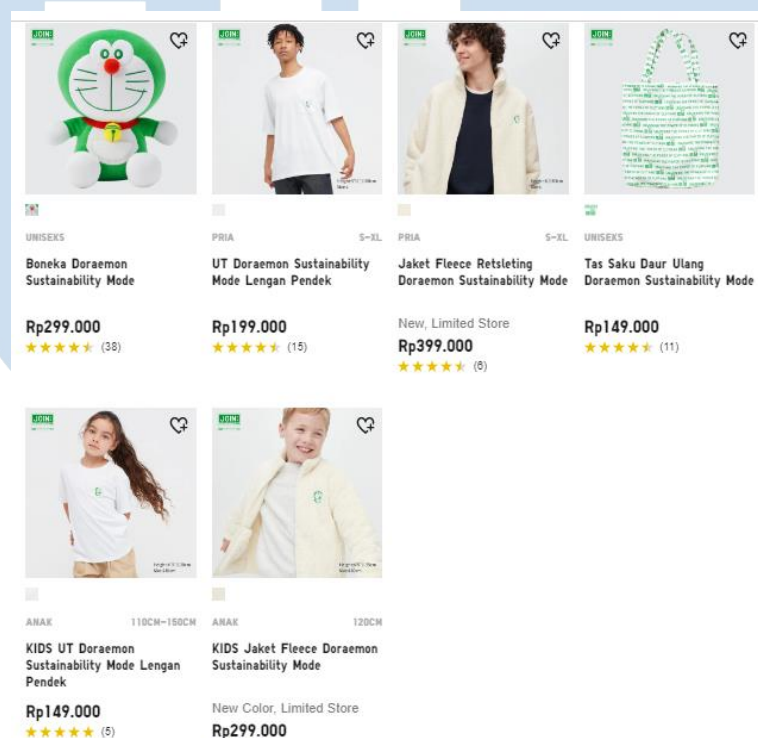 JOIN:
JOIN:
JOIN:
JOIN:
UNISEKS
PRIA S-XL
PRIA S-XL
UNISEKS
Boneka Doraemon
Sustainability Mode
UT Doraemon Sustainability
Mode Lengan Pendek
Jaket Fleece Retsleting
Doraemon Sustainability Mode
Tas Saku Daur Ulang
Doraemon Sustainability Mode
Rp299.000
(38)
Rp199.000
(15)
New, Limited Store
Rp399.000
(6)
Rp149.000
(11)
JOIN:
JOIN:
ANAK 110CM-150CM
ANAK 120CM
KIDS UT Doraemon
Sustainability Mode Lengan
Pendek
KIDS Jaket Fleece Doraemon
Sustainability Mode
Rp149.000
(5)
New Color, Limited Store
Rp299.000